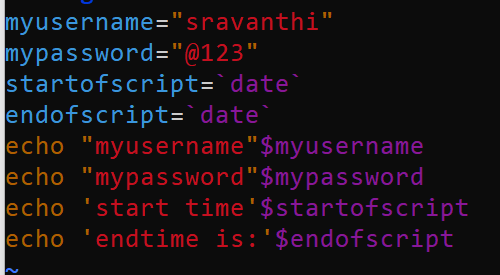 myusername="sravanthi"
mypassword="@123"
startofscript=`date`
endofscript=`date`
echo "myusername"$myusername
echo "mypassword"$mypassword
echo 'start time'$startofscript
echo 'endtime is:'$endofscript
~